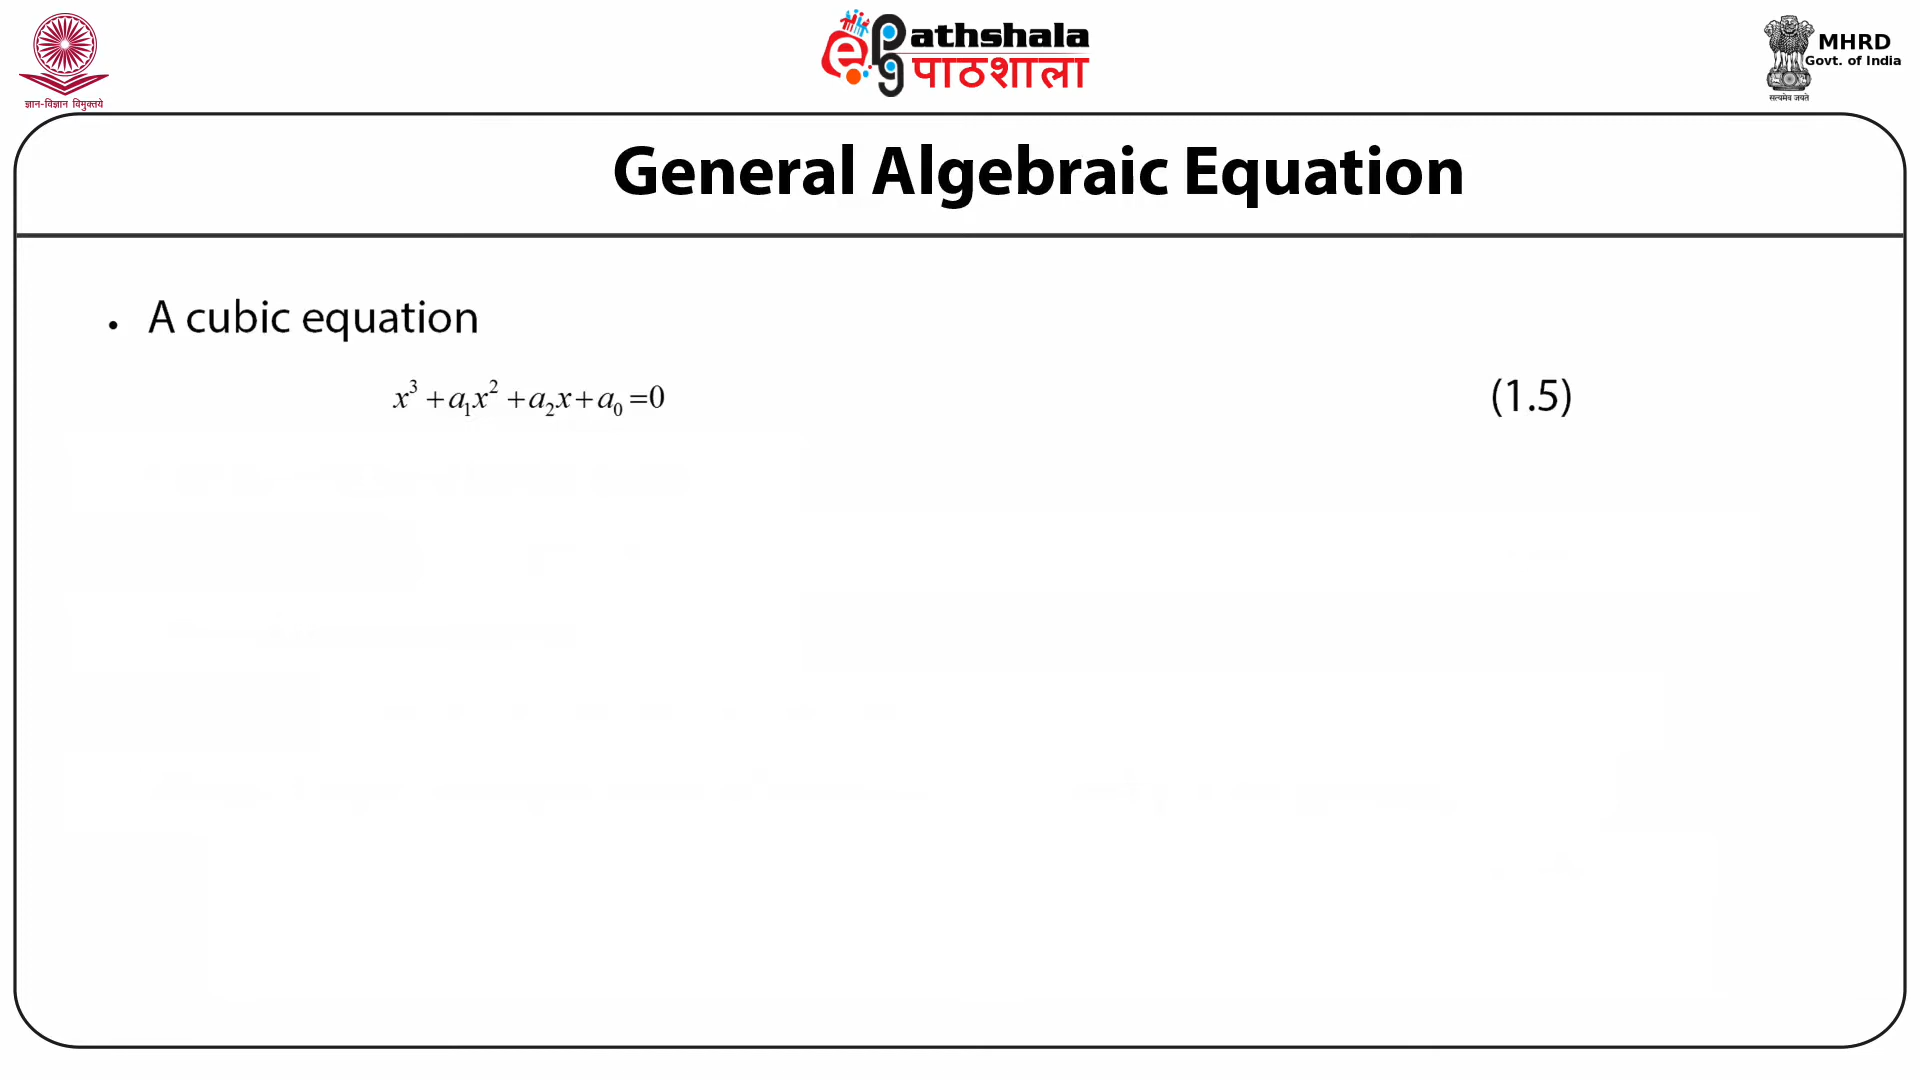 ज्ञान-विज्ञान विमुक्तये
ePathshala
पाठशाला
MHRD
Govt. of India
सत्यमेव जयते
General Algebraic Equation
• A cubic equation
x³ + a₁x² + a₂x + a₀ = 0 (1.5)